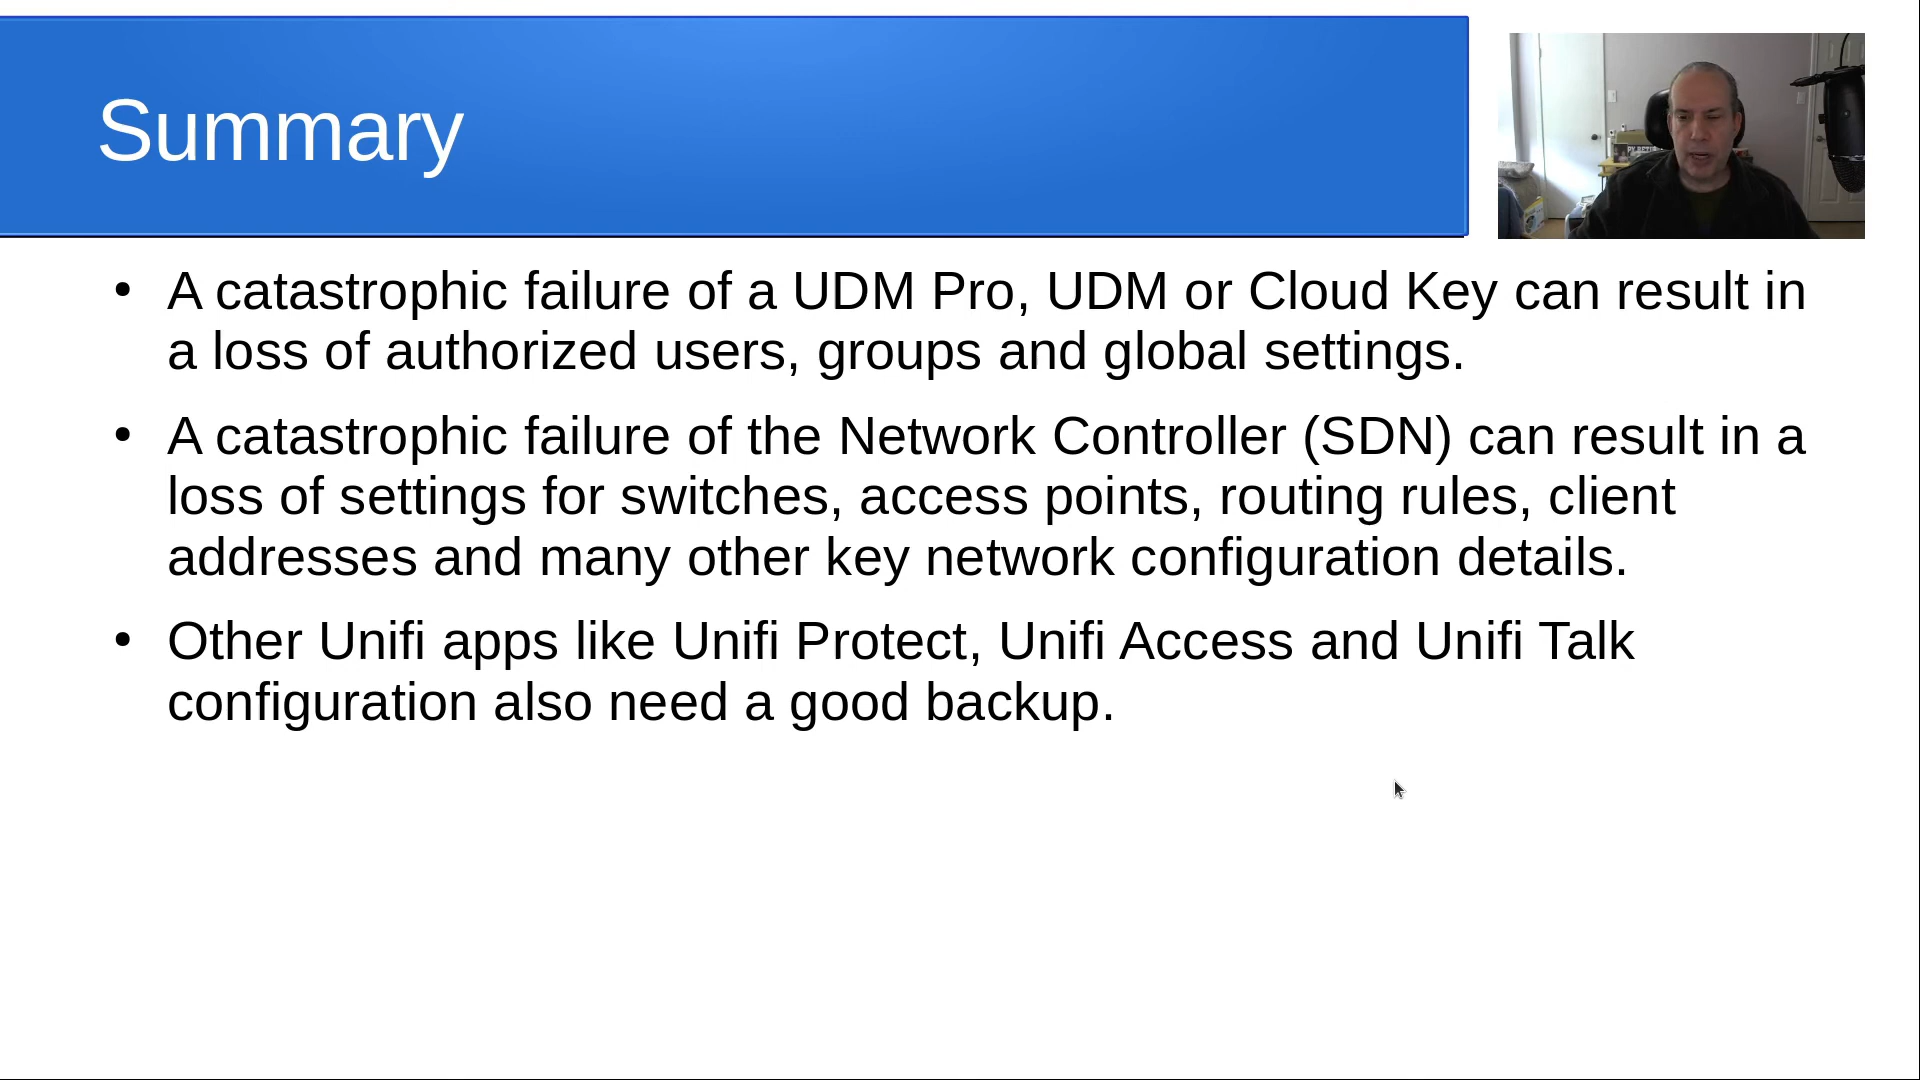 Summary
• A catastrophic failure of a UDM Pro, UDM or Cloud Key can result in
a loss of authorized users, groups and global settings.
• A catastrophic failure of the Network Controller (SDN) can result in a
loss of settings for switches, access points, routing rules, client
addresses and many other key network configuration details.
• Other Unifi apps like Unifi Protect, Unifi Access and Unifi Talk
configuration also need a good backup.